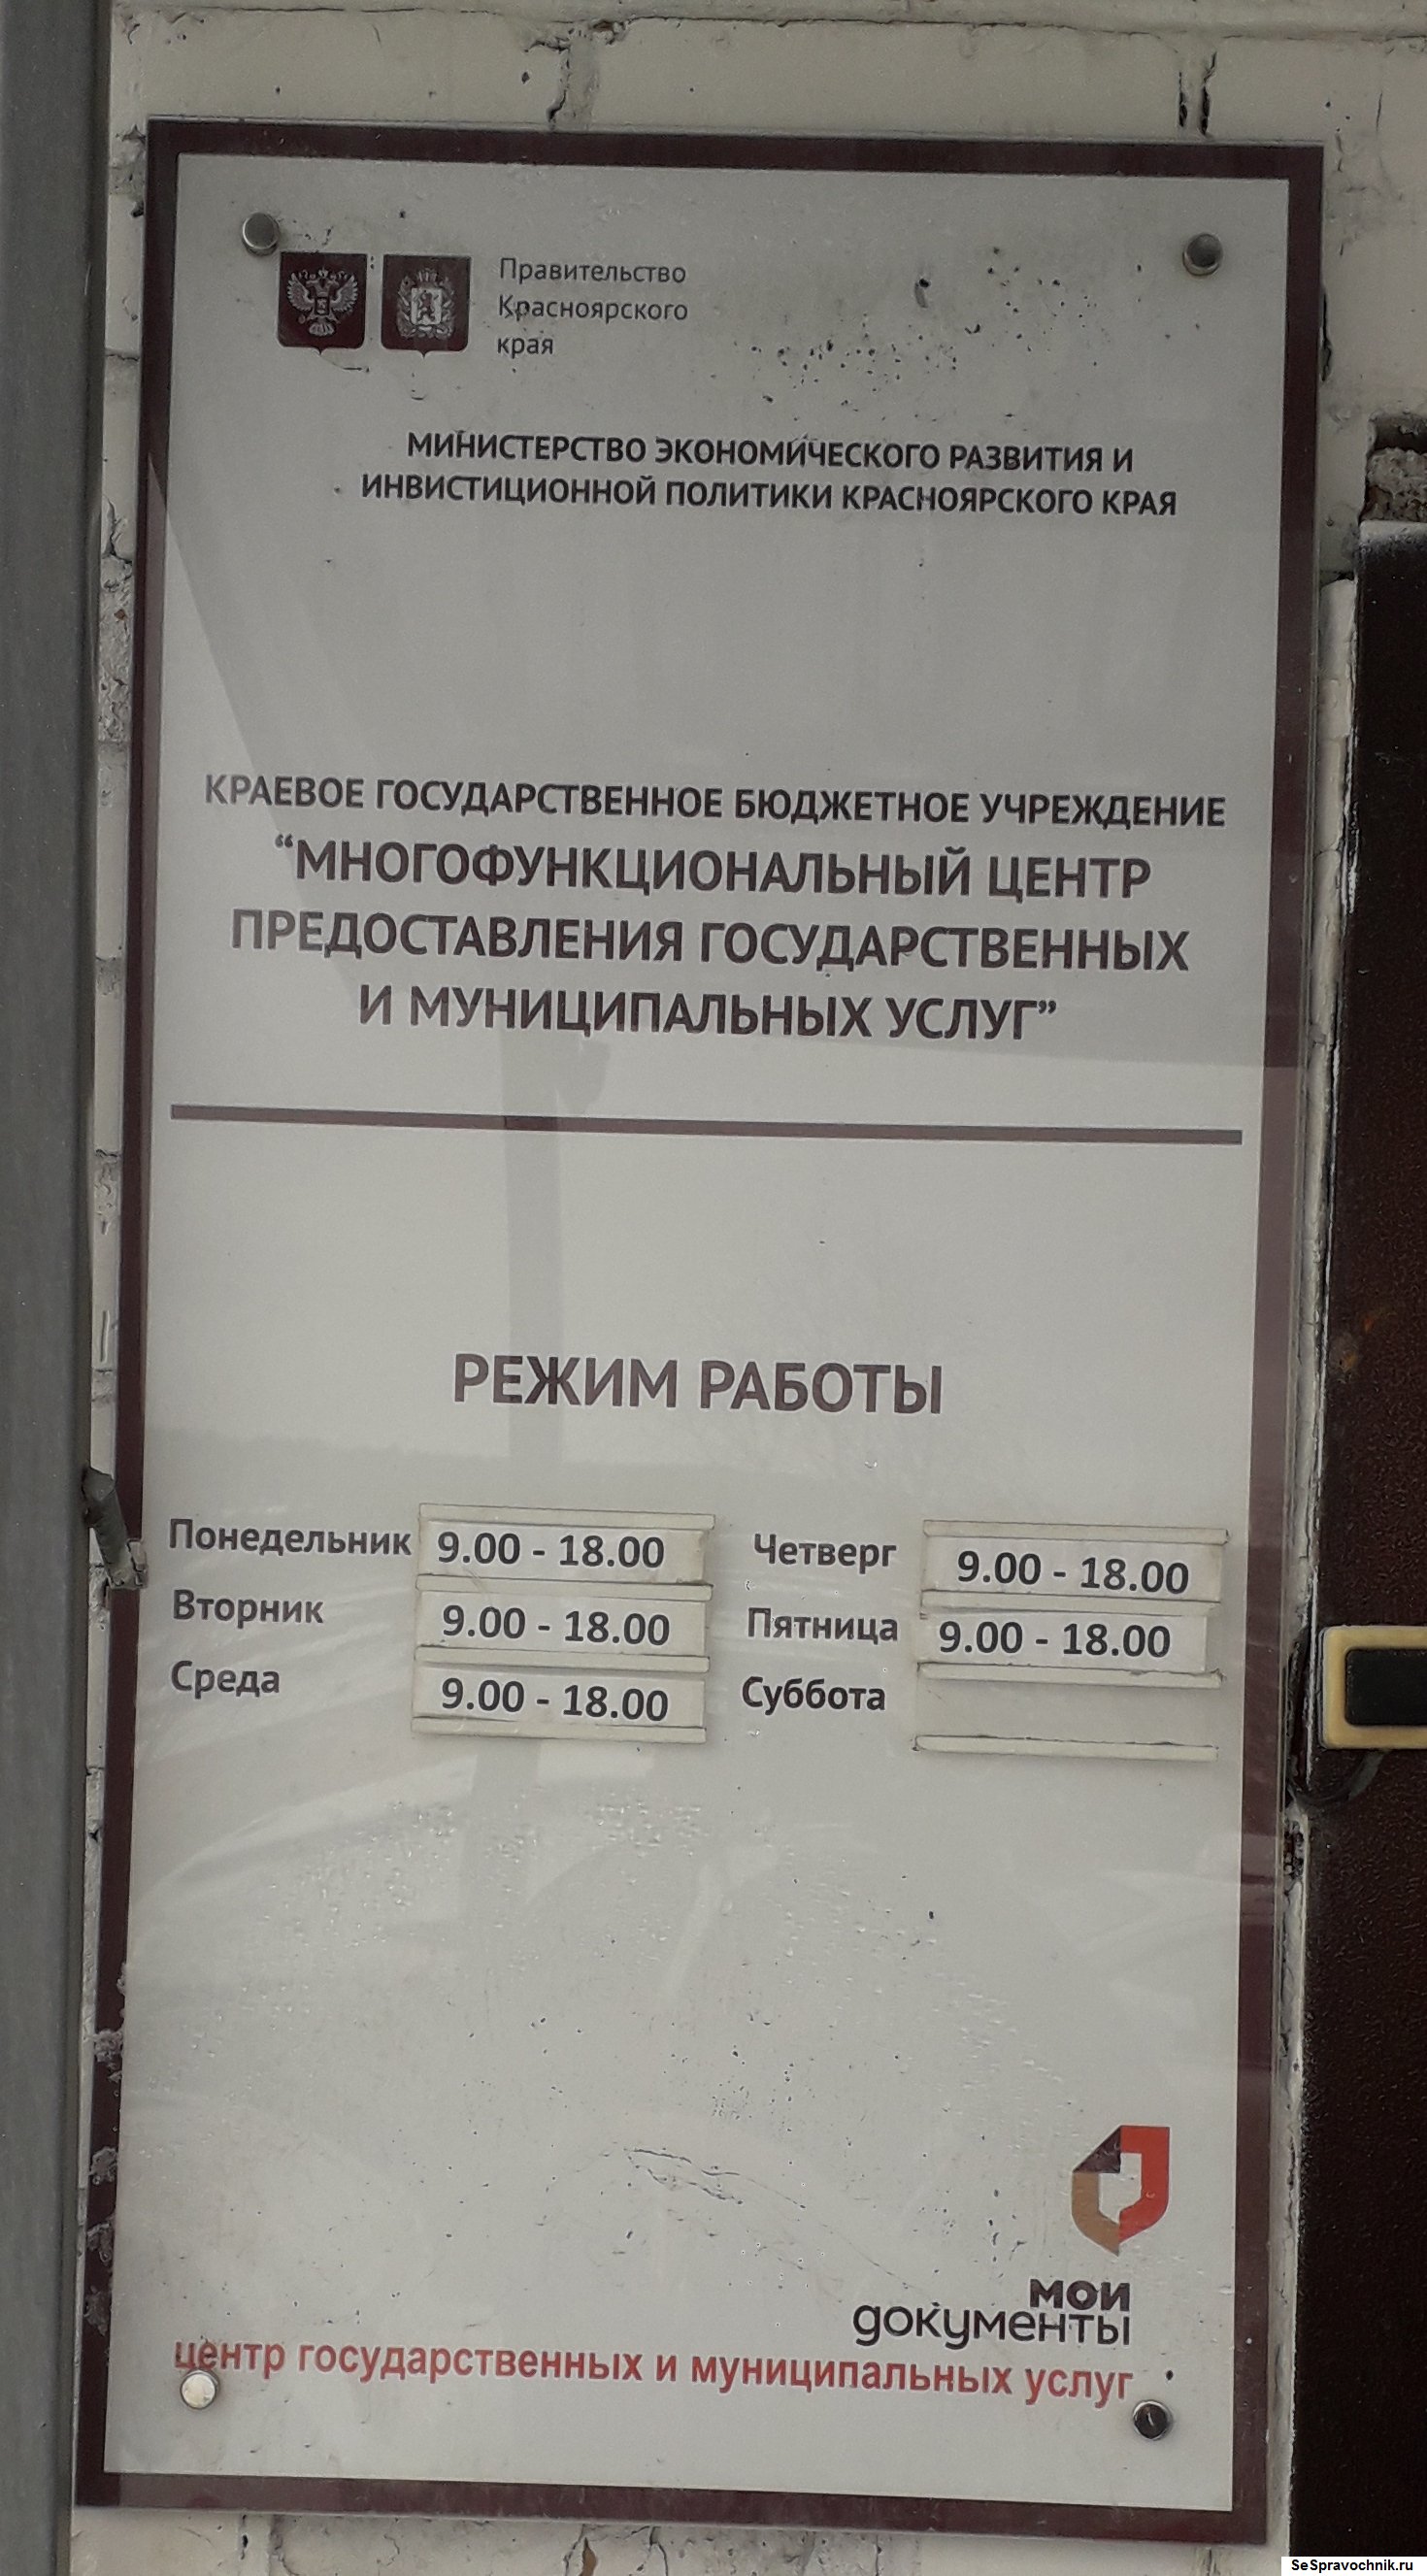 Правительство
Красноярского
края
МИНИСТЕРСТВО ЭКОНОМИЧЕСКОГО РАЗВИТИЯ И
ИНВИСТИЦИОННОЙ ПОЛИТИКИ КРАСНОЯРСКОГО КРАЯ
КРАЕВОЕ ГОСУДАРСТВЕННОЕ БЮДЖЕТНОЕ УЧРЕЖДЕНИЕ
“МНОГОФУНКЦИОНАЛЬНЫЙ ЦЕНТР
ПРЕДОСТАВЛЕНИЯ ГОСУДАРСТВЕННЫХ
И МУНИЦИПАЛЬНЫХ УСЛУГ”
РЕЖИМ РАБОТЫ
Понедельник 9.00 - 18.00
Вторник 9.00 - 18.00
Среда 9.00 - 18.00
Четверг 9.00 - 18.00
Пятница 9.00 - 18.00
Суббота
мои
документы
центр государственных и муниципальных услуг
SeSpravochnik.ru